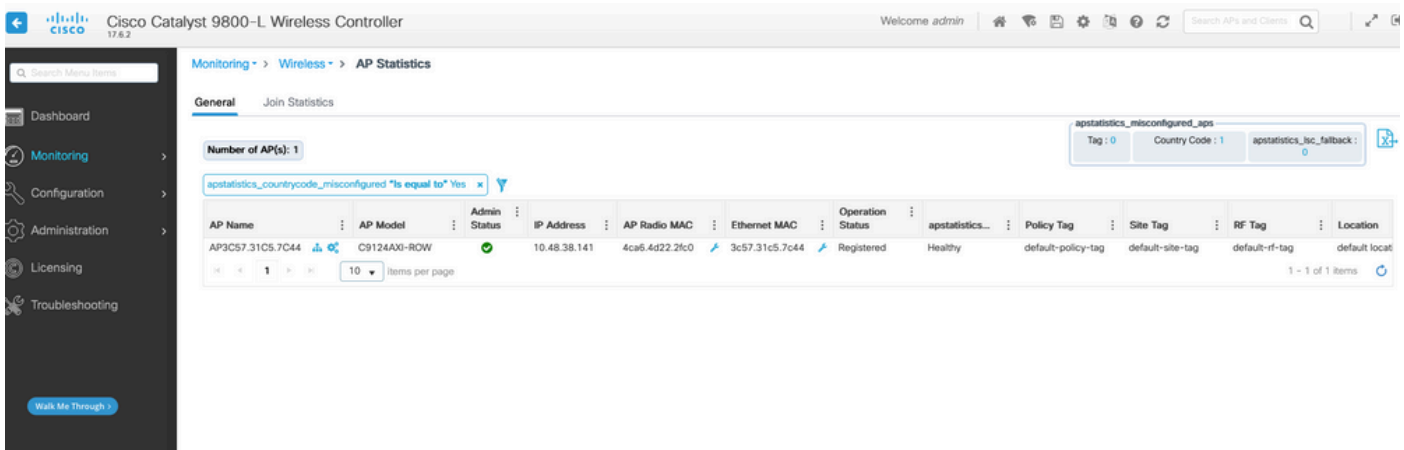 CISCO
Cisco Catalyst 9800-L Wireless Controller
17.6.2
Welcome admin
Search APs and Clients
Search Menu Items
Dashboard
Monitoring
Configuration
Administration
Licensing
Troubleshooting
Walk Me Through >
Monitoring > Wireless > AP Statistics
General Join Statistics
Number of AP(s): 1
apstatistics_misconfigured_aps
Tag : 0 Country Code : 1 apstatistics_lsc_fallback : 0
apstatistics_countrycode_misconfigured "Is equal to" Yes ×
AP Name AP Model Admin Status IP Address AP Radio MAC Ethernet MAC Operation Status apstatistics... Policy Tag Site Tag RF Tag Location
AP3C57.31C5.7C44 C9124AXI-ROW 10.48.38.141 4ca6.4d22.2fc0 3c57.31c5.7c44 Registered Healthy default-policy-tag default-site-tag default-rf-tag default locat
1 10 items per page 1 - 1 of 1 items